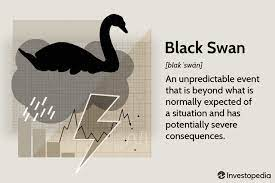 Black Swan
[blak ˈswän]
An unpredictable event
that is beyond what is
normally expected of
a situation and has
potentially severe
consequences.
Investopedia